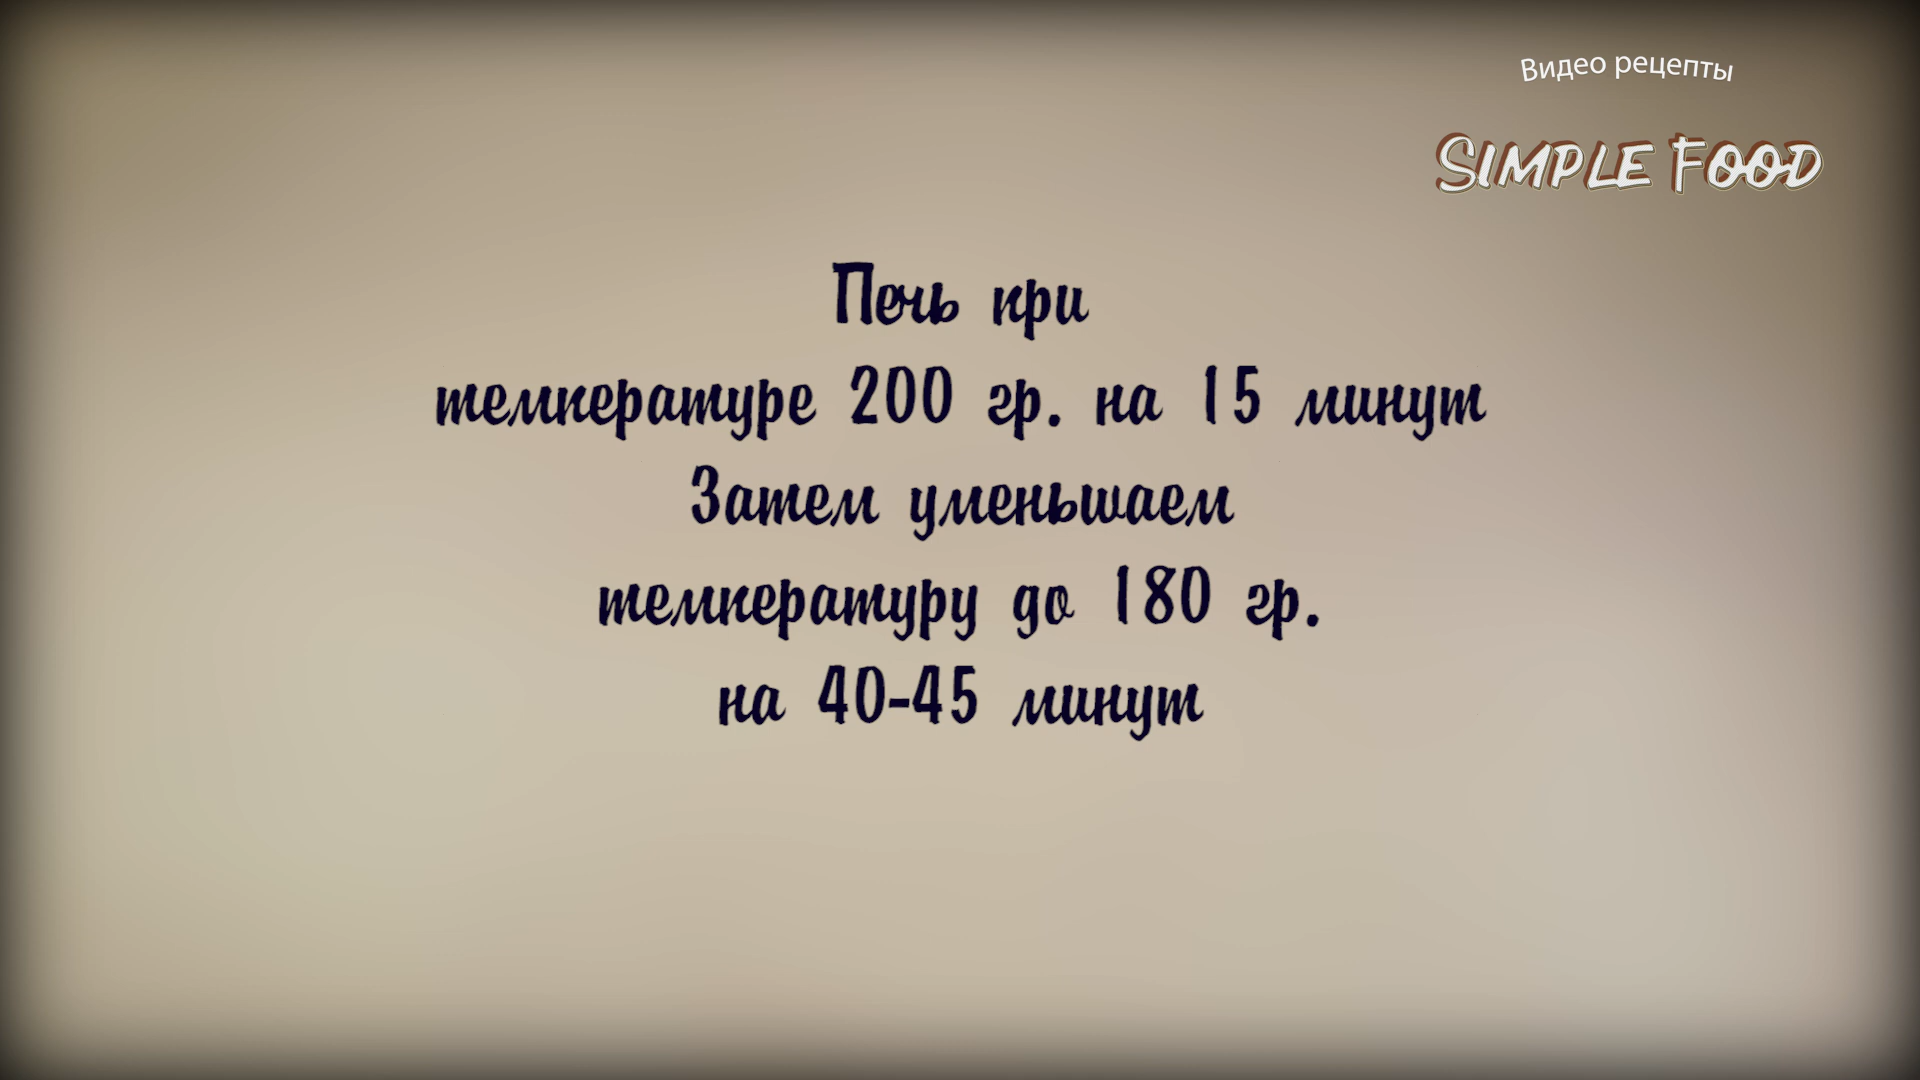 Видео рецепты
SIMPLE FOOD
Печь при
температуре 200 гр. на 15 минут
Затем уменьшаем
температуру до 180 гр.
на 40-45 минут